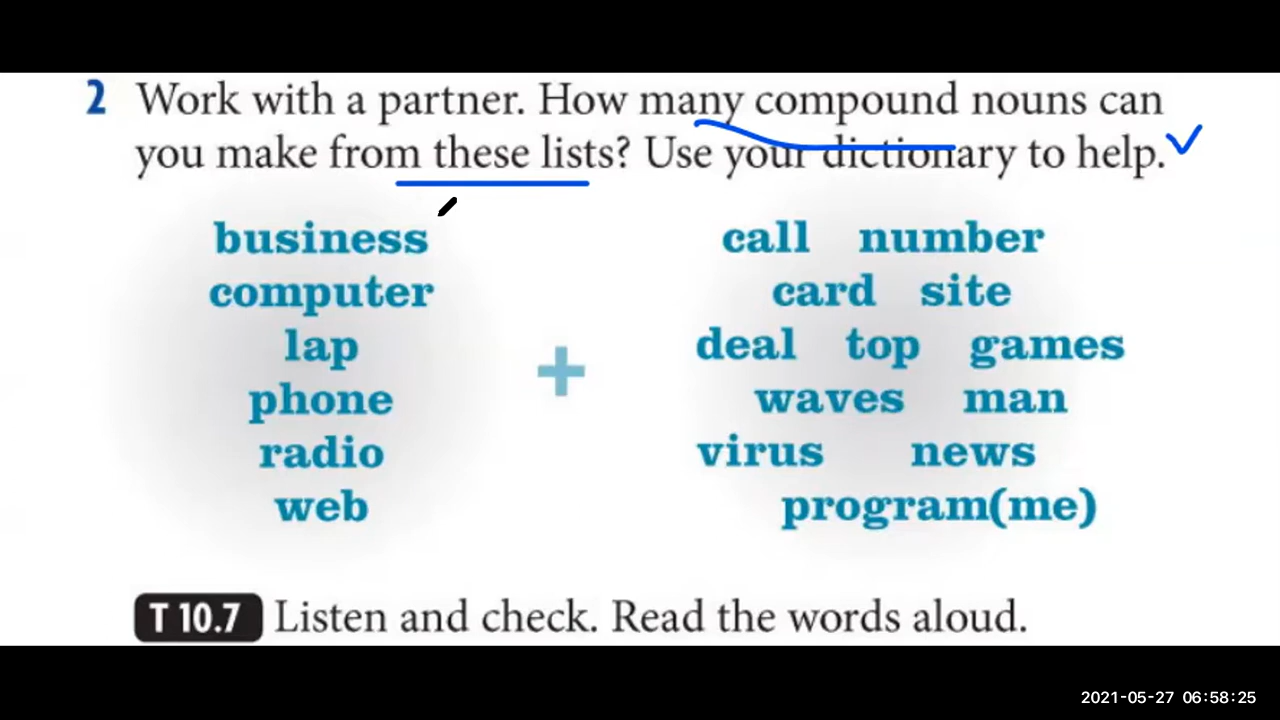 2 Work with a partner. How many compound nouns can
you make from these lists? Use your dictionary to help.
business
computer
lap
phone
radio
web
+
call number
card site
deal top games
waves man
virus news
program(me)
T 10.7 Listen and check. Read the words aloud.
2021-05-27 06:58:25